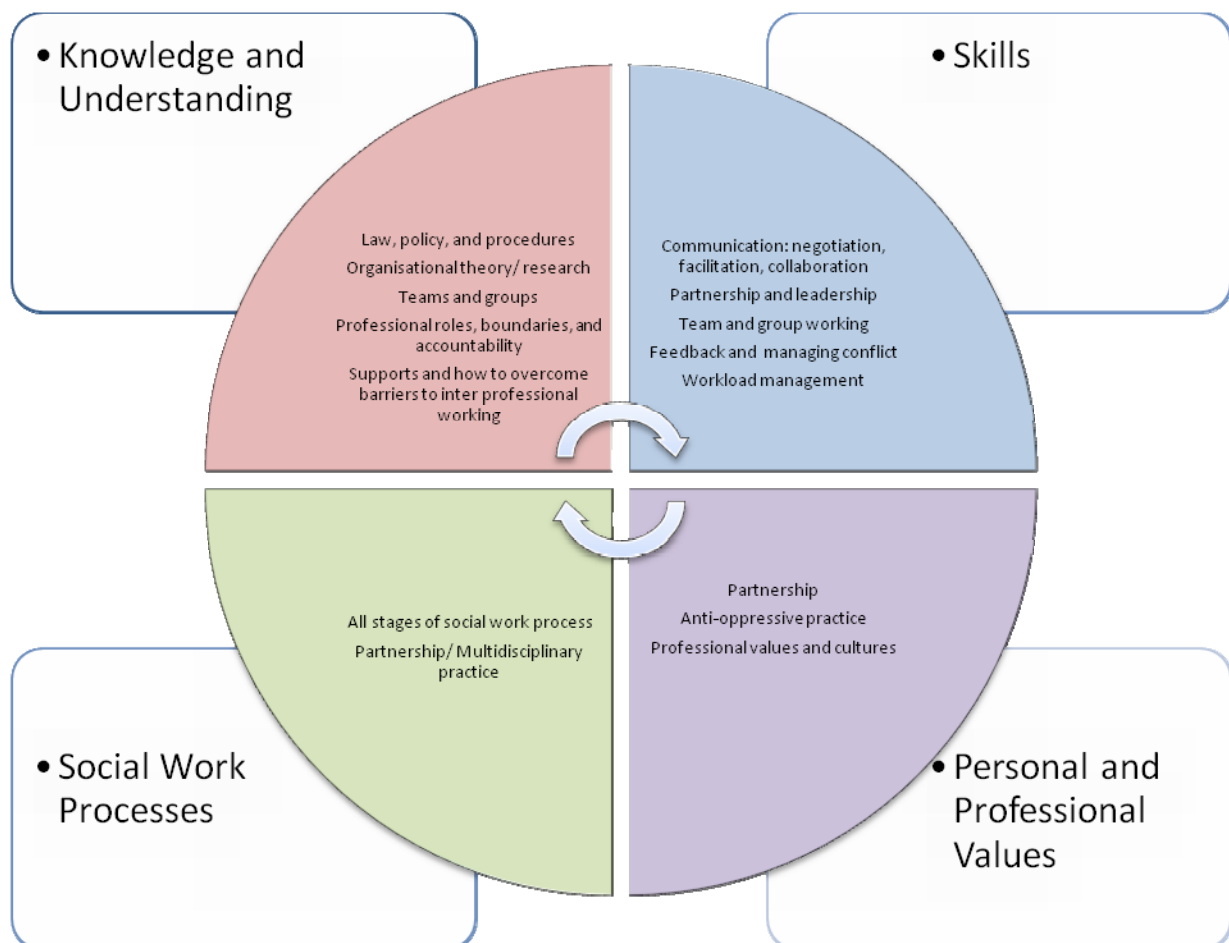 • Knowledge and
Understanding
• Skills
Law, policy, and procedures
Organisational theory/ research
Teams and groups
Professional roles, boundaries, and
accountability
Supports and how to overcome
barriers to inter professional
working
Communication: negotiation,
facilitation, collaboration
Partnership and leadership
Team and group working
Feedback and managing conflict
Workload management
All stages of social work process
Partnership/ Multidisciplinary
practice
Partnership
Anti-oppressive practice
Professional values and cultures
• Social Work
Processes
• Personal and
Professional
Values